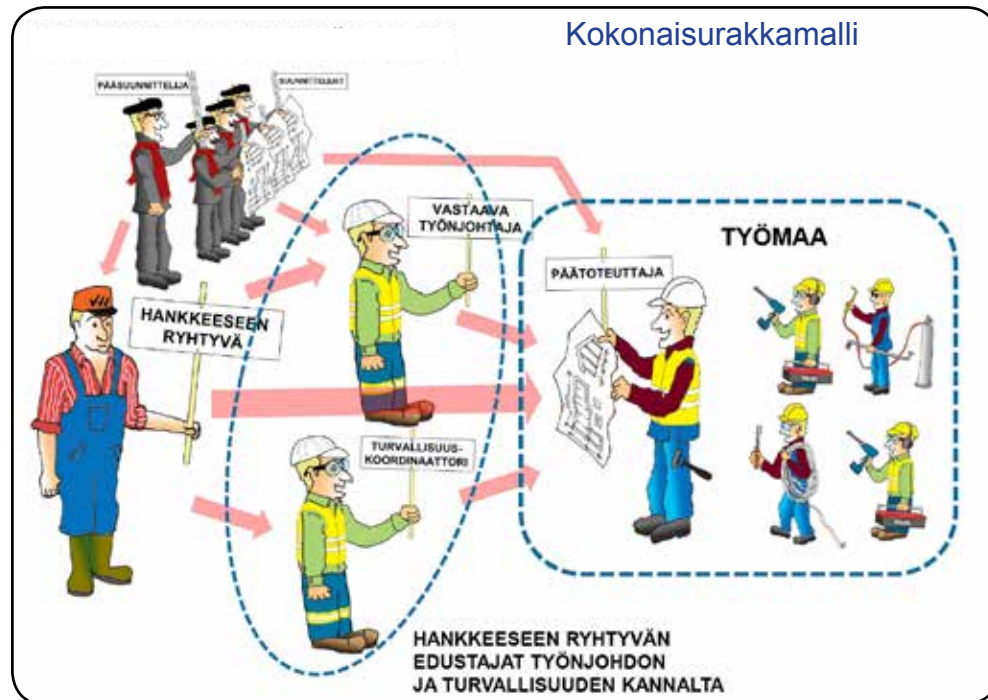 Kokonaisurakkamalli
PÄÄSUUNNITTELIJA
SUUNNITTELIJAT
VASTAAVA
TYÖNJOHTAJA
TYÖMAA
PÄÄTOTEUTTAJA
HANKKEESEEN
RYHTYVÄ
TURVALLISUUS-
KOORDINAATTORI
HANKKEESEEN RYHTYVÄN
EDUSTAJAT TYÖNJOHDON
JA TURVALLISUUDEN KANNALTA